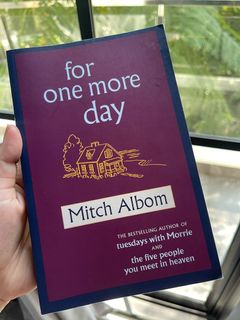 for
one more
day
Mitch Albom
THE BESTSELLING AUTHOR OF
tuesdays with Morrie
AND
the five people
you meet in heaven